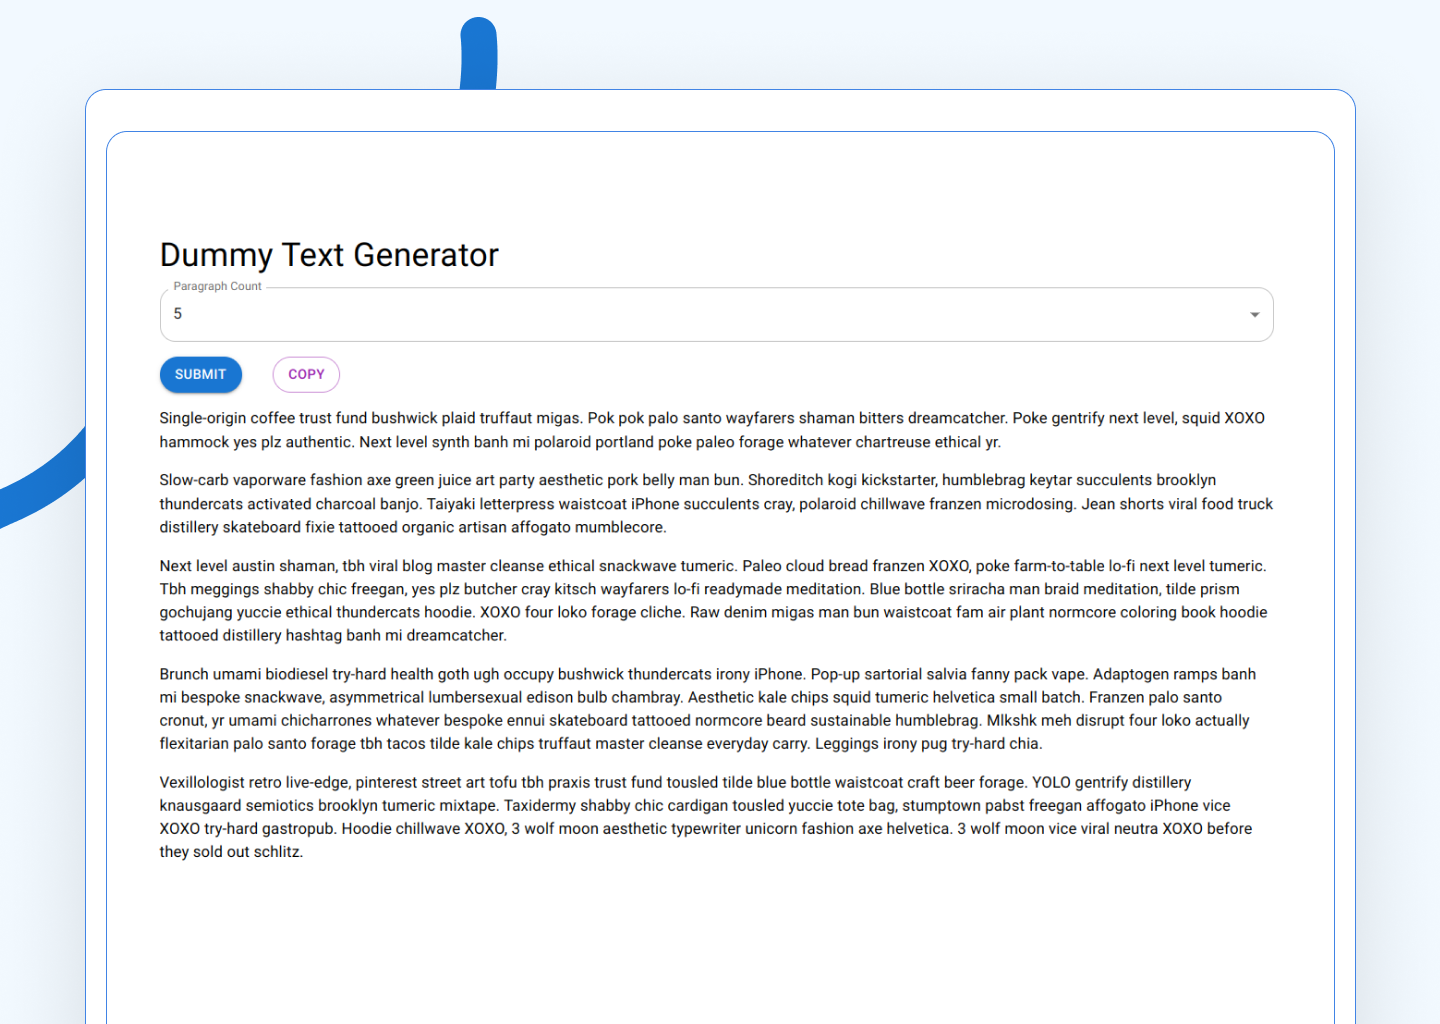 Dummy Text Generator
Paragraph Count
5
SUBMIT
COPY
Single-origin coffee trust fund bushwick plaid truffaut migas. Pok pok palo santo wayfarers shaman bitters dreamcatcher. Poke gentrify next level, squid XOXO
hammock yes plz authentic. Next level synth banh mi polaroid portland poke paleo forage whatever chartreuse ethical yr.
Slow-carb vaporware fashion axe green juice art party aesthetic pork belly man bun. Shoreditch kogi kickstarter, humblebrag keytar succulents brooklyn
thundercats activated charcoal banjo. Taiyaki letterpress waistcoat iPhone succulents cray, polaroid chillwave franzen microdosing. Jean shorts viral food truck
distillery skateboard fixie tattooed organic artisan affogato mumblecore.
Next level austin shaman, tbh viral blog master cleanse ethical snackwave tumeric. Paleo cloud bread franzen XOXO, poke farm-to-table lo-fi next level tumeric.
Tbh meggings shabby chic freegan, yes plz butcher cray kitsch wayfarers lo-fi readymade meditation. Blue bottle sriracha man braid meditation, tilde prism
gochujang yuccie ethical thundercats hoodie. XOXO four loko forage cliche. Raw denim migas man bun waistcoat fam air plant normcore coloring book hoodie
tattooed distillery hashtag banh mi dreamcatcher.
Brunch umami biodiesel try-hard health goth ugh occupy bushwick thundercats irony iPhone. Pop-up sartorial salvia fanny pack vape. Adaptogen ramps banh
mi bespoke snackwave, asymmetrical lumbersexual edison bulb chambray. Aesthetic kale chips squid tumeric helvetica small batch. Franzen palo santo
cronut, yr umami chicharrones whatever bespoke ennui skateboard tattooed normcore beard sustainable humblebrag. Mlkshk meh disrupt four loko actually
flexitarian palo santo forage tbh tacos tilde kale chips truffaut master cleanse everyday carry. Leggings irony pug try-hard chia.
Vexillologist retro live-edge, pinterest street art tofu tbh praxis trust fund tousled tilde blue bottle waistcoat craft beer forage. YOLO gentrify distillery
knausgaard semiotics brooklyn tumeric mixtape. Taxidermy shabby chic cardigan tousled yuccie tote bag, stumptown pabst freegan affogato iPhone vice
XOXO try-hard gastropub. Hoodie chillwave XOXO, 3 wolf moon aesthetic typewriter unicorn fashion axe helvetica. 3 wolf moon vice viral neutra XOXO before
they sold out schlitz.